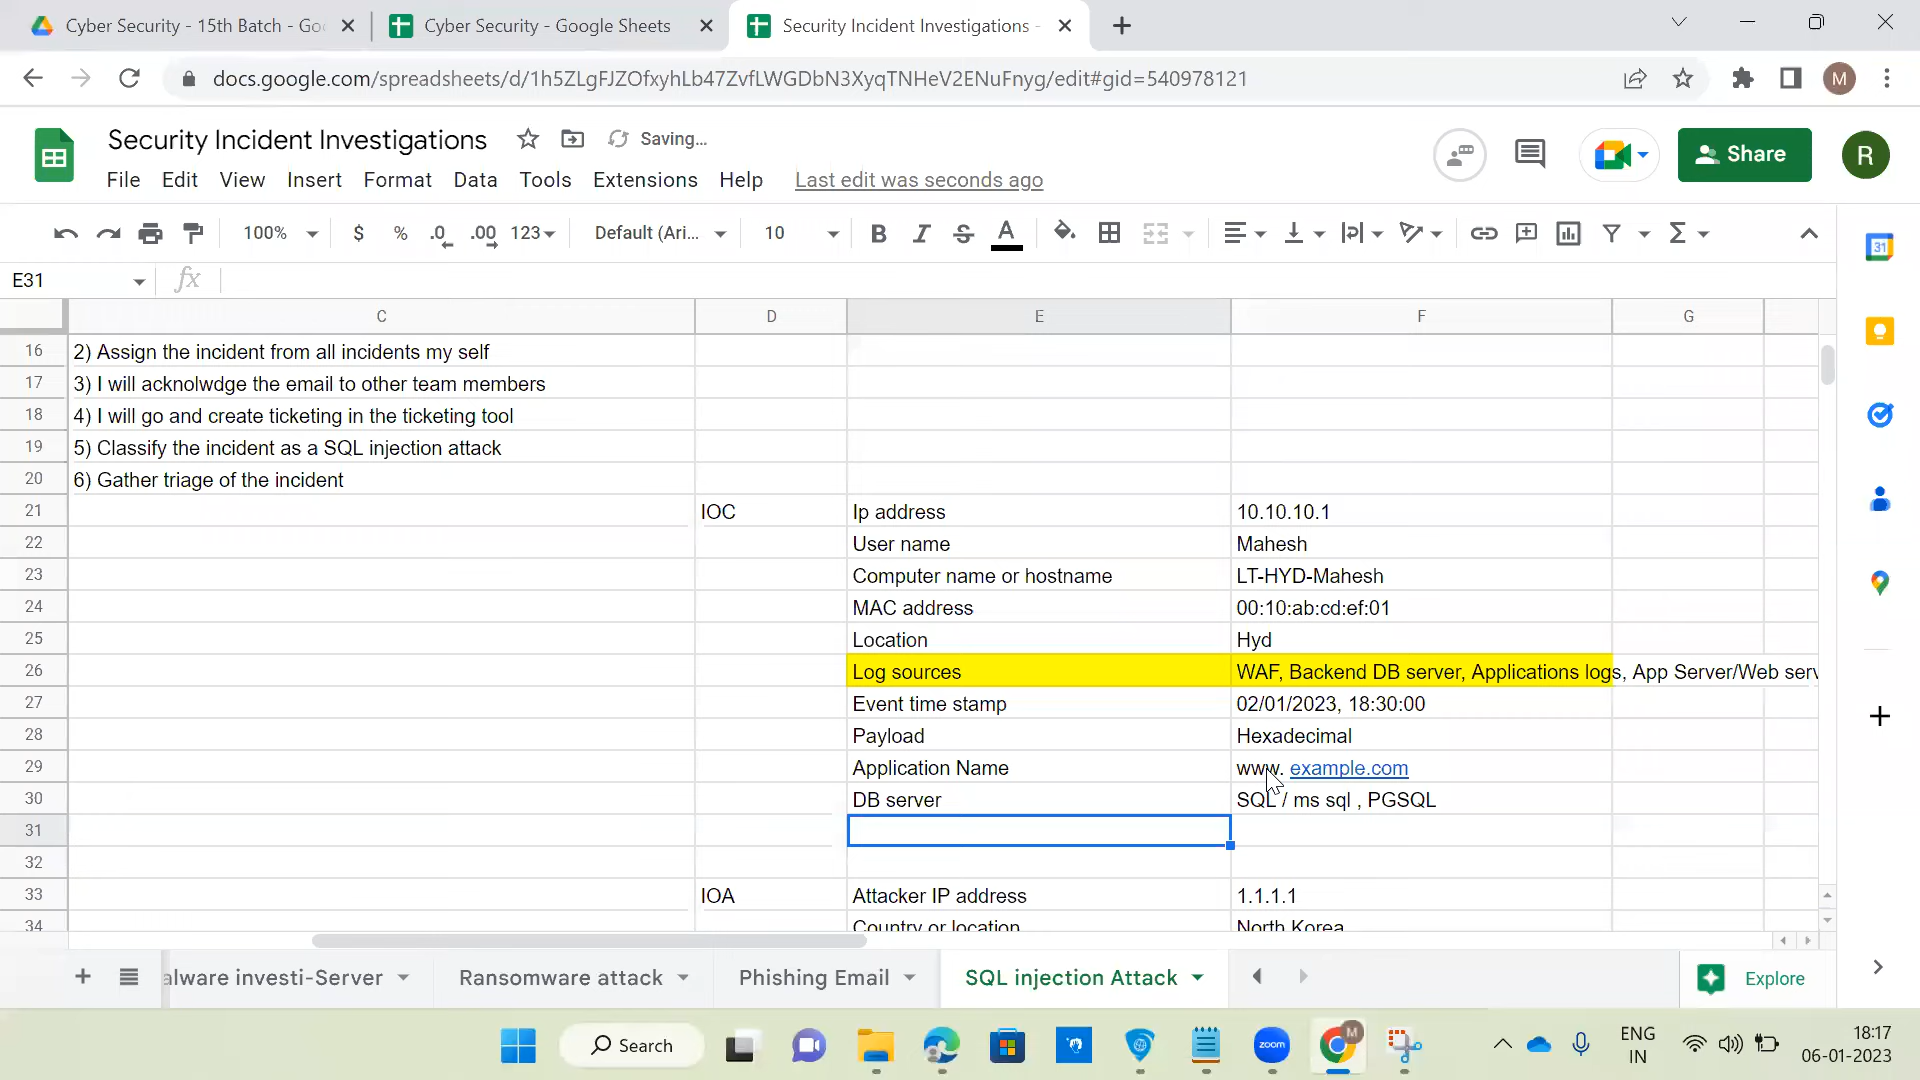 Cyber Security - 15th Batch - Go
Cyber Security - Google Sheets
Security Incident Investigations -
docs.google.com/spreadsheets/d/1h5ZLgFJZOfxyhLb47ZvfLWGDbN3XyqTNHeV2ENuFnyg/edit#gid=540978121
M
Security Incident Investigations
Saving...
Share
R
File Edit View Insert Format Data Tools Extensions Help Last edit was seconds ago
100% $ % .0 .00 123 Default (Ari... 10 B I S A
E31 fx
C D E F G
16 2) Assign the incident from all incidents my self
17 3) I will acknolwdge the email to other team members
18 4) I will go and create ticketing in the ticketing tool
19 5) Classify the incident as a SQL injection attack
20 6) Gather triage of the incident
21 IOC Ip address 10.10.10.1
22 User name Mahesh
23 Computer name or hostname LT-HYD-Mahesh
24 MAC address 00:10:ab:cd:ef:01
25 Location Hyd
26 Log sources WAF, Backend DB server, Applications logs, App Server/Web serv
27 Event time stamp 02/01/2023, 18:30:00
28 Payload Hexadecimal
29 Application Name www. example.com
30 DB server SQL / ms sql , PGSQL
31
32
33 IOA Attacker IP address 1.1.1.1
34 Country or location North Korea
alware investi-Server Ransomware attack Phishing Email SQL injection Attack Explore
31
Search
zoom
M
ENG
IN
18:17
06-01-2023